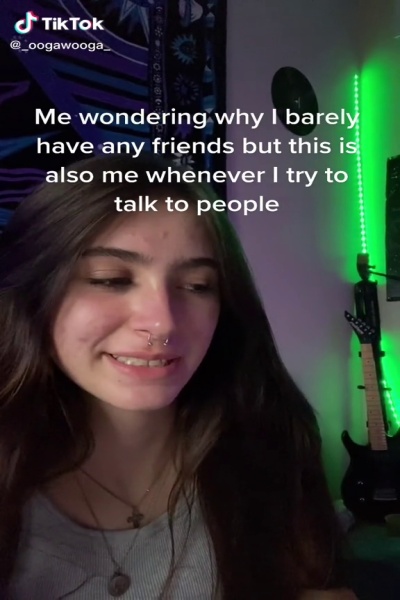 TikTok
@_oogawooga_
Me wondering why I barely
have any friends but this is
also me whenever I try to
talk to people